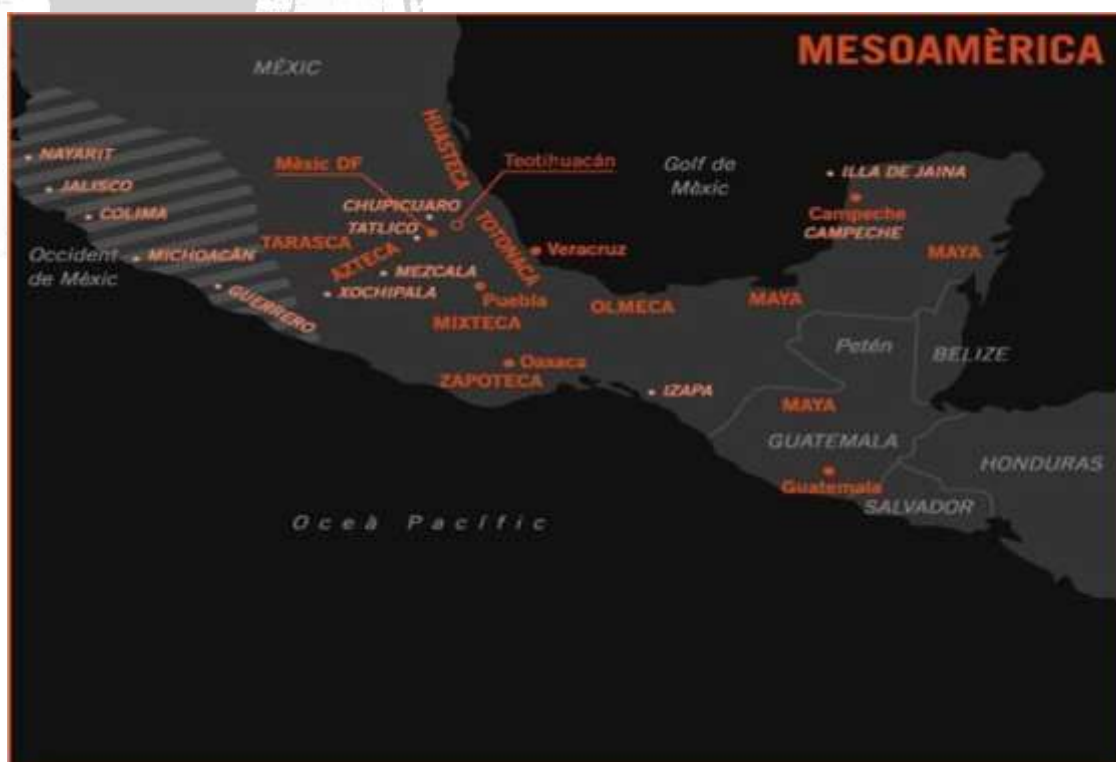 MESOAMÈRICA
MÈXIC
HUASTECA
NAYARIT
Mèxic DF
Teotihuacán
Golf de
Mèxic
ILLA DE JAINA
JALISCO
CHUPICUARO
Campeche
CAMPECHE
COLIMA
TATLICO
TOTONACA
TARASCA
AZTECA
Veracruz
MAYA
Occident
de Mèxic
MICHOACÁN
MEZCALA
GUERRERO
XOCHIPALA
Puebla
OLMECA
MAYA
MIXTECA
Petén
BELIZE
Oaxaca
ZAPOTECA
IZAPA
MAYA
GUATEMALA
HONDURAS
Guatemala
SALVADOR
Oceà Pacífic